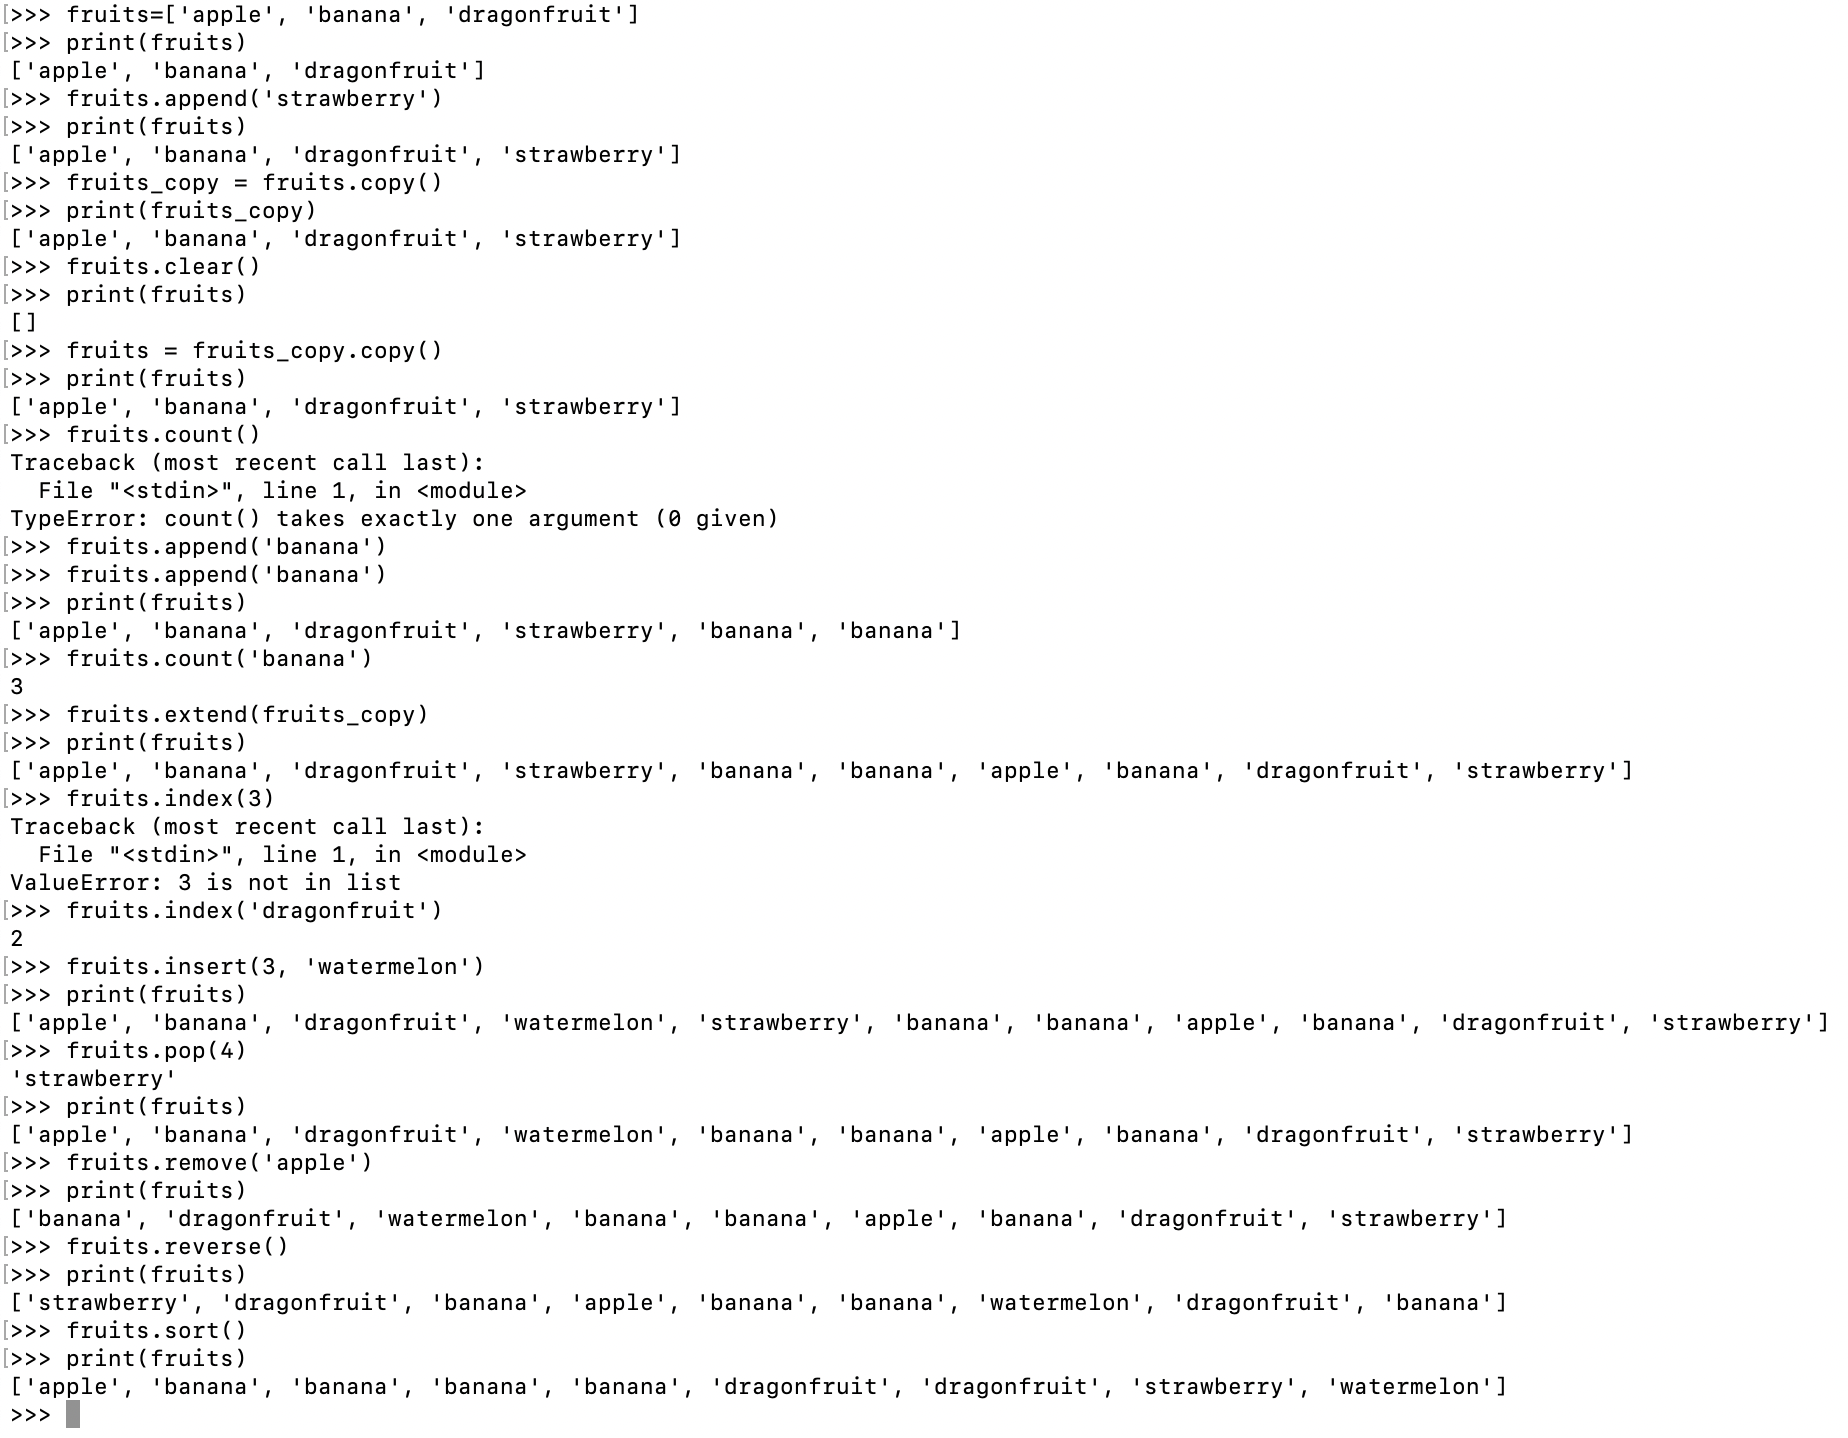 [>>> fruits=['apple', 'banana', 'dragonfruit']
[>>> print(fruits)
['apple', 'banana', 'dragonfruit']
[>>> fruits.append('strawberry')
[>>> print(fruits)
['apple', 'banana', 'dragonfruit', 'strawberry']
[>>> fruits_copy = fruits.copy()
[>>> print(fruits_copy)
['apple', 'banana', 'dragonfruit', 'strawberry']
[>>> fruits.clear()
[>>> print(fruits)
[]
[>>> fruits = fruits_copy.copy()
[>>> print(fruits)
['apple', 'banana', 'dragonfruit', 'strawberry']
[>>> fruits.count()
Traceback (most recent call last):
  File "<stdin>", line 1, in <module>
TypeError: count() takes exactly one argument (0 given)
[>>> fruits.append('banana')
[>>> fruits.append('banana')
[>>> print(fruits)
['apple', 'banana', 'dragonfruit', 'strawberry', 'banana', 'banana']
[>>> fruits.count('banana')
3
[>>> fruits.extend(fruits_copy)
[>>> print(fruits)
['apple', 'banana', 'dragonfruit', 'strawberry', 'banana', 'banana', 'apple', 'banana', 'dragonfruit', 'strawberry']
[>>> fruits.index(3)
Traceback (most recent call last):
  File "<stdin>", line 1, in <module>
ValueError: 3 is not in list
[>>> fruits.index('dragonfruit')
2
[>>> fruits.insert(3, 'watermelon')
[>>> print(fruits)
['apple', 'banana', 'dragonfruit', 'watermelon', 'strawberry', 'banana', 'banana', 'apple', 'banana', 'dragonfruit', 'strawberry']
[>>> fruits.pop(4)
'strawberry'
[>>> print(fruits)
['apple', 'banana', 'dragonfruit', 'watermelon', 'banana', 'banana', 'apple', 'banana', 'dragonfruit', 'strawberry']
[>>> fruits.remove('apple')
[>>> print(fruits)
['banana', 'dragonfruit', 'watermelon', 'banana', 'banana', 'apple', 'banana', 'dragonfruit', 'strawberry']
[>>> fruits.reverse()
[>>> print(fruits)
['strawberry', 'dragonfruit', 'banana', 'apple', 'banana', 'banana', 'watermelon', 'dragonfruit', 'banana']
[>>> fruits.sort()
[>>> print(fruits)
['apple', 'banana', 'banana', 'banana', 'banana', 'dragonfruit', 'dragonfruit', 'strawberry', 'watermelon']
>>>